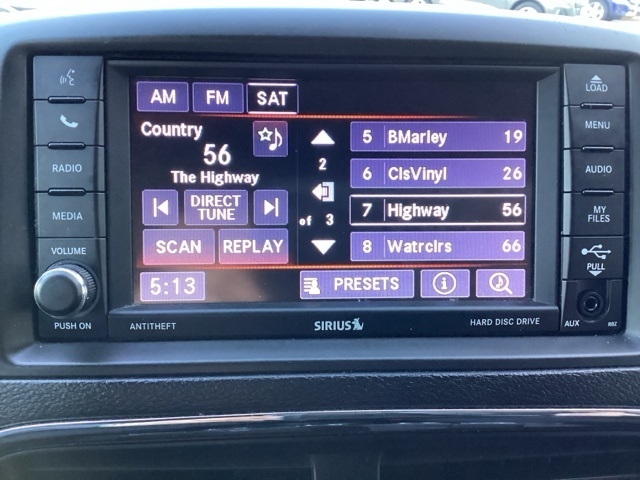 AM FM SAT
Country
56
The Highway
DIRECT TUNE
SCAN REPLAY
2
of 3
5 BMarley 19
6 ClsVinyl 26
7 Highway 56
8 Watrclrs 66
5:13
PRESETS
RADIO
MEDIA
VOLUME
PUSH ON
ANTITHEFT
SIRIUS
HARD DISC DRIVE
LOAD
MENU
AUDIO
MY FILES
PULL
AUX
RBZ